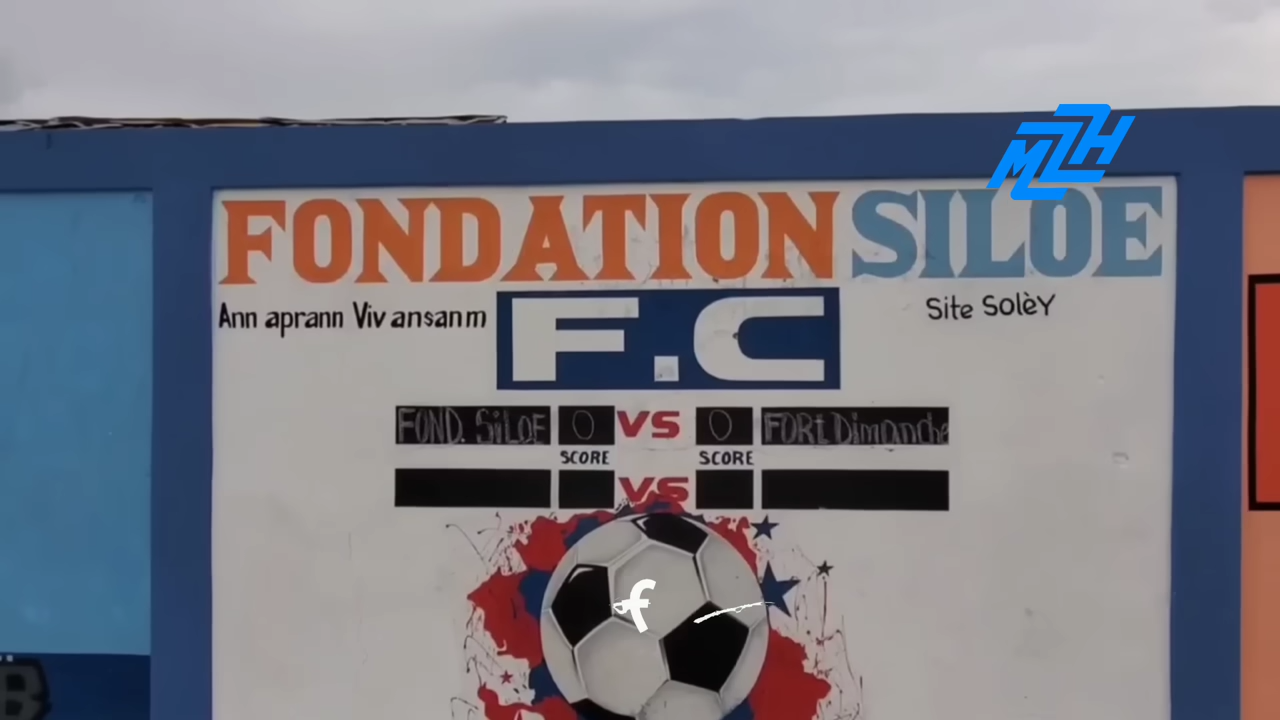 MZH
FONDATION SILOE
Ann aprann Viv ansanm
F.C
Site SolèY
FOND. SiLOE 0 VS 0 FORt Dimanche
SCORE SCORE
VS
f
B